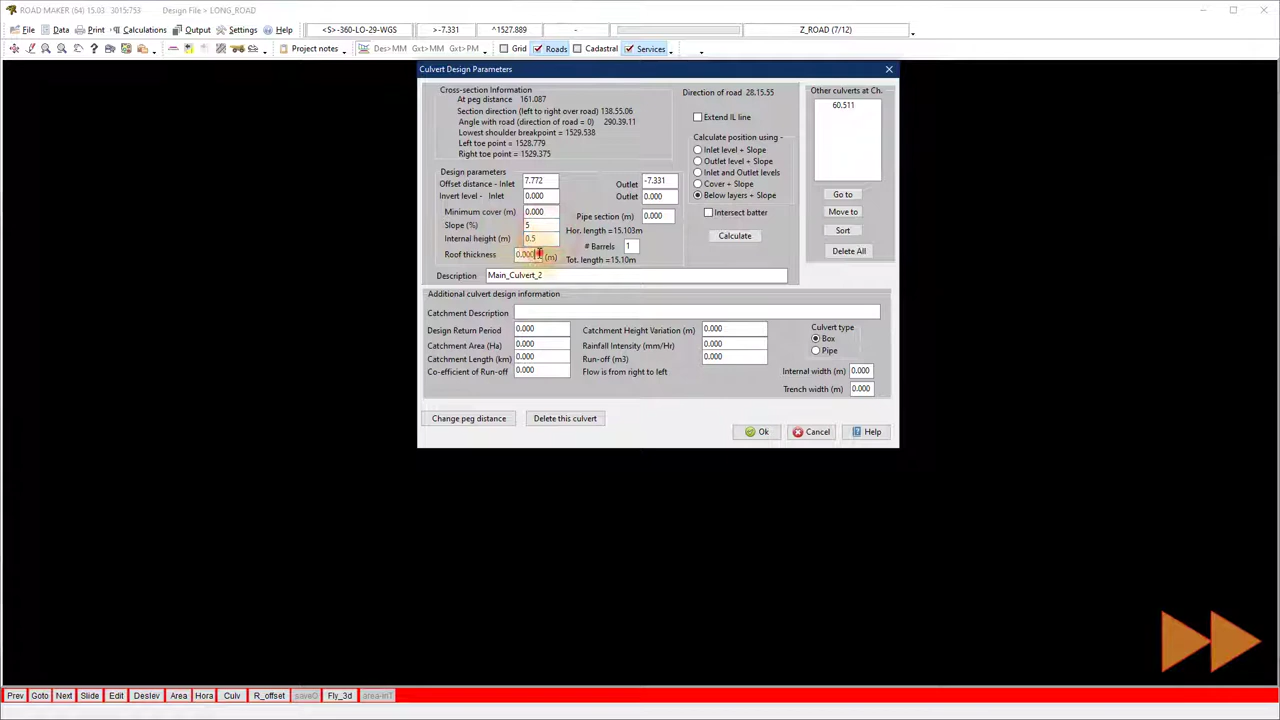 ROAD MAKER (64) 15.03 3015:753 Design File > LONG_ROAD
File Data Print Calculations Output Settings Help <S>-360-LO-29-WGS >-7.331 ^1527.889 - Z_ROAD (7/12)
Project notes Des>MM Gxt>MM Gxt>PM Grid Roads Cadastral Services
Culvert Design Parameters
Cross-section Information
At peg distance 161.087
Section direction (left to right over road) 138.55.06
Angle with road (direction of road = 0) 290.39.11
Lowest shoulder breakpoint = 1529.538
Left toe point = 1528.779
Right toe point = 1529.375
Direction of road 28.15.55
Extend IL line
Calculate position using -
Inlet level + Slope
Outlet level + Slope
Inlet and Outlet levels
Cover + Slope
Below layers + Slope
Intersect batter
Calculate
Other culverts at Ch.
60.511
Go to
Move to
Sort
Delete All
Design parameters
Offset distance - Inlet 7.772 Outlet -7.331
Invert level - Inlet 0.000 Outlet 0.000
Minimum cover (m) 0.000 Pipe section (m) 0.000
Slope (%) 5 Hor. length =15.103m
Internal height (m) 0.5 # Barrels 1
Roof thickness 0.000 (m) Tot. length =15.10m
Description Main_Culvert_2
Additional culvert design information
Catchment Description
Design Return Period 0.000 Catchment Height Variation (m) 0.000
Catchment Area (Ha) 0.000 Rainfall Intensity (mm/Hr) 0.000
Catchment Length (km) 0.000 Run-off (m3) 0.000
Co-efficient of Run-off 0.000 Flow is from right to left
Culvert type
Box
Pipe
Internal width (m) 0.000
Trench width (m) 0.000
Change peg distance Delete this culvert
Ok Cancel Help
Prev Goto Next Slide Edit Deslev Area Hora Culv R_offset saveO Fly_3d area-inT